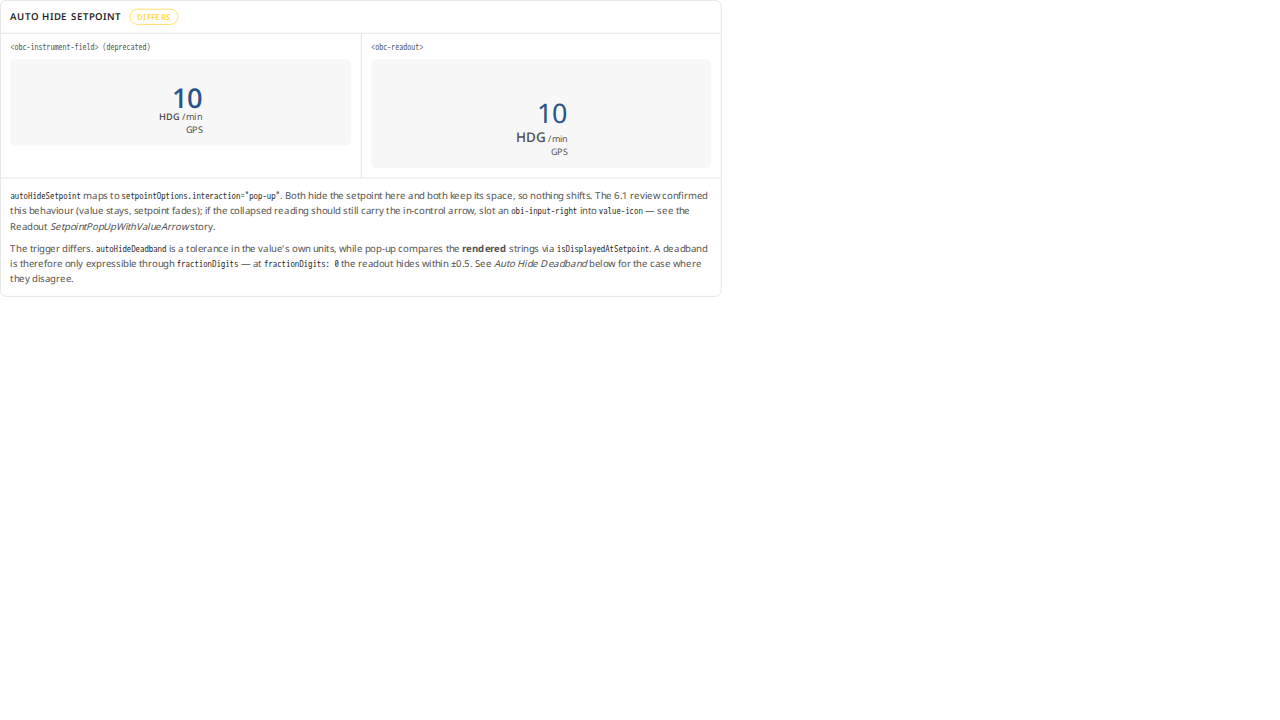 AUTO HIDE SETPOINT DIFFERS
<obc-instrument-field> (deprecated)
10
HDG /min
GPS
<obc-readout>
10
HDG /min
GPS
autoHideSetpoint maps to setpointOptions.interaction="pop-up". Both hide the setpoint here and both keep its space, so nothing shifts. The 6.1 review confirmed
this behaviour (value stays, setpoint fades); if the collapsed reading should still carry the in-control arrow, slot an obi-input-right into value-icon — see the
Readout SetpointPopUpWithValueArrow story.
The trigger differs. autoHideDeadband is a tolerance in the value's own units, while pop-up compares the rendered strings via isDisplayedAtSetpoint. A deadband
is therefore only expressible through fractionDigits — at fractionDigits: 0 the readout hides within ±0.5. See Auto Hide Deadband below for the case where
they disagree.